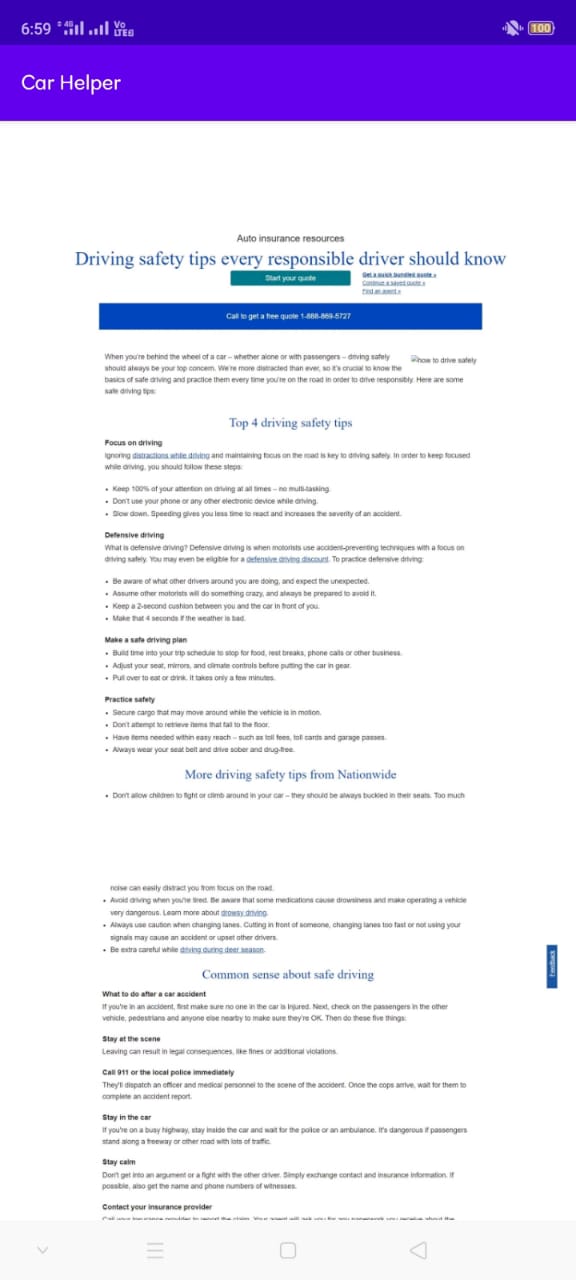 6:59 4G Vo LTE 100
Car Helper
Auto insurance resources
Driving safety tips every responsible driver should know
Start your quote
Get a quick bundled quote »
Continue a saved quote »
Find an agent »
Call to get a free quote 1-888-869-5727
When you're behind the wheel of a car – whether alone or with passengers – driving safely
how to drive safely
should always be your top concern. We're more distracted than ever, so it's crucial to know the
basics of safe driving and practice them every time you're on the road in order to drive responsibly. Here are some
safe driving tips:
Top 4 driving safety tips
Focus on driving
Ignoring distractions while driving and maintaining focus on the road is key to driving safely. In order to keep focused
while driving, you should follow these steps:
• Keep 100% of your attention on driving at all times – no multi-tasking.
• Don't use your phone or any other electronic device while driving.
• Slow down. Speeding gives you less time to react and increases the severity of an accident.
Defensive driving
What is defensive driving? Defensive driving is when motorists use accident-preventing techniques with a focus on
driving safely. You may even be eligible for a defensive driving discount. To practice defensive driving:
• Be aware of what other drivers around you are doing, and expect the unexpected.
• Assume other motorists will do something crazy, and always be prepared to avoid it.
• Keep a 2-second cushion between you and the car in front of you.
• Make that 4 seconds if the weather is bad.
Make a safe driving plan
• Build time into your trip schedule to stop for food, rest breaks, phone calls or other business.
• Adjust your seat, mirrors, and climate controls before putting the car in gear.
• Pull over to eat or drink. It takes only a few minutes.
Practice safety
• Secure cargo that may move around while the vehicle is in motion.
• Don't attempt to retrieve items that fall to the floor.
• Have items needed within easy reach – such as toll fees, toll cards and garage passes.
• Always wear your seat belt and drive sober and drug-free.
More driving safety tips from Nationwide
• Don't allow children to fight or climb around in your car – they should be always buckled in their seats. Too much
noise can easily distract you from focus on the road.
• Avoid driving when you're tired. Be aware that some medications cause drowsiness and make operating a vehicle
very dangerous. Learn more about drowsy driving.
• Always use caution when changing lanes. Cutting in front of someone, changing lanes too fast or not using your
signals may cause an accident or upset other drivers.
• Be extra careful while driving during deer season.
Feedback
Common sense about safe driving
What to do after a car accident
If you're in an accident, first make sure no one in the car is injured. Next, check on the passengers in the other
vehicle, pedestrians and anyone else nearby to make sure they're OK. Then do these five things:
Stay at the scene
Leaving can result in legal consequences, like fines or additional violations.
Call 911 or the local police immediately
They'll dispatch an officer and medical personnel to the scene of the accident. Once the cops arrive, wait for them to
complete an accident report.
Stay in the car
If you're on a busy highway, stay inside the car and wait for the police or an ambulance. It's dangerous if passengers
stand along a freeway or other road with lots of traffic.
Stay calm
Don't get into an argument or a fight with the other driver. Simply exchange contact and insurance information. If
possible, also get the name and phone numbers of witnesses.
Contact your insurance provider
Call your insurance provider to report the claim. Your agent will ask you for any paperwork you receive about the